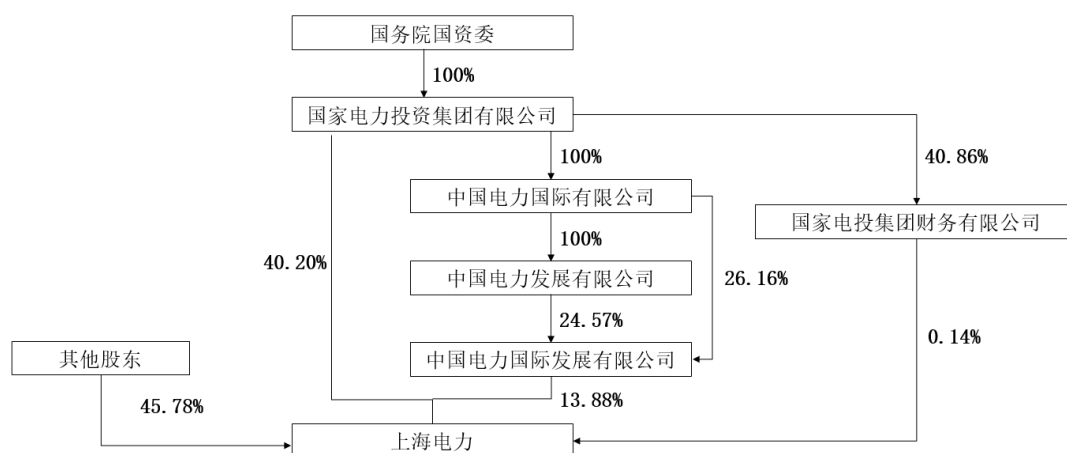 国务院国资委
100%
国家电力投资集团有限公司
100%
40.86%
中国电力国际有限公司
国家电投集团财务有限公司
100%
40.20%
中国电力发展有限公司
26.16%
24.57%
0.14%
其他股东
中国电力国际发展有限公司
45.78%
13.88%
上海电力